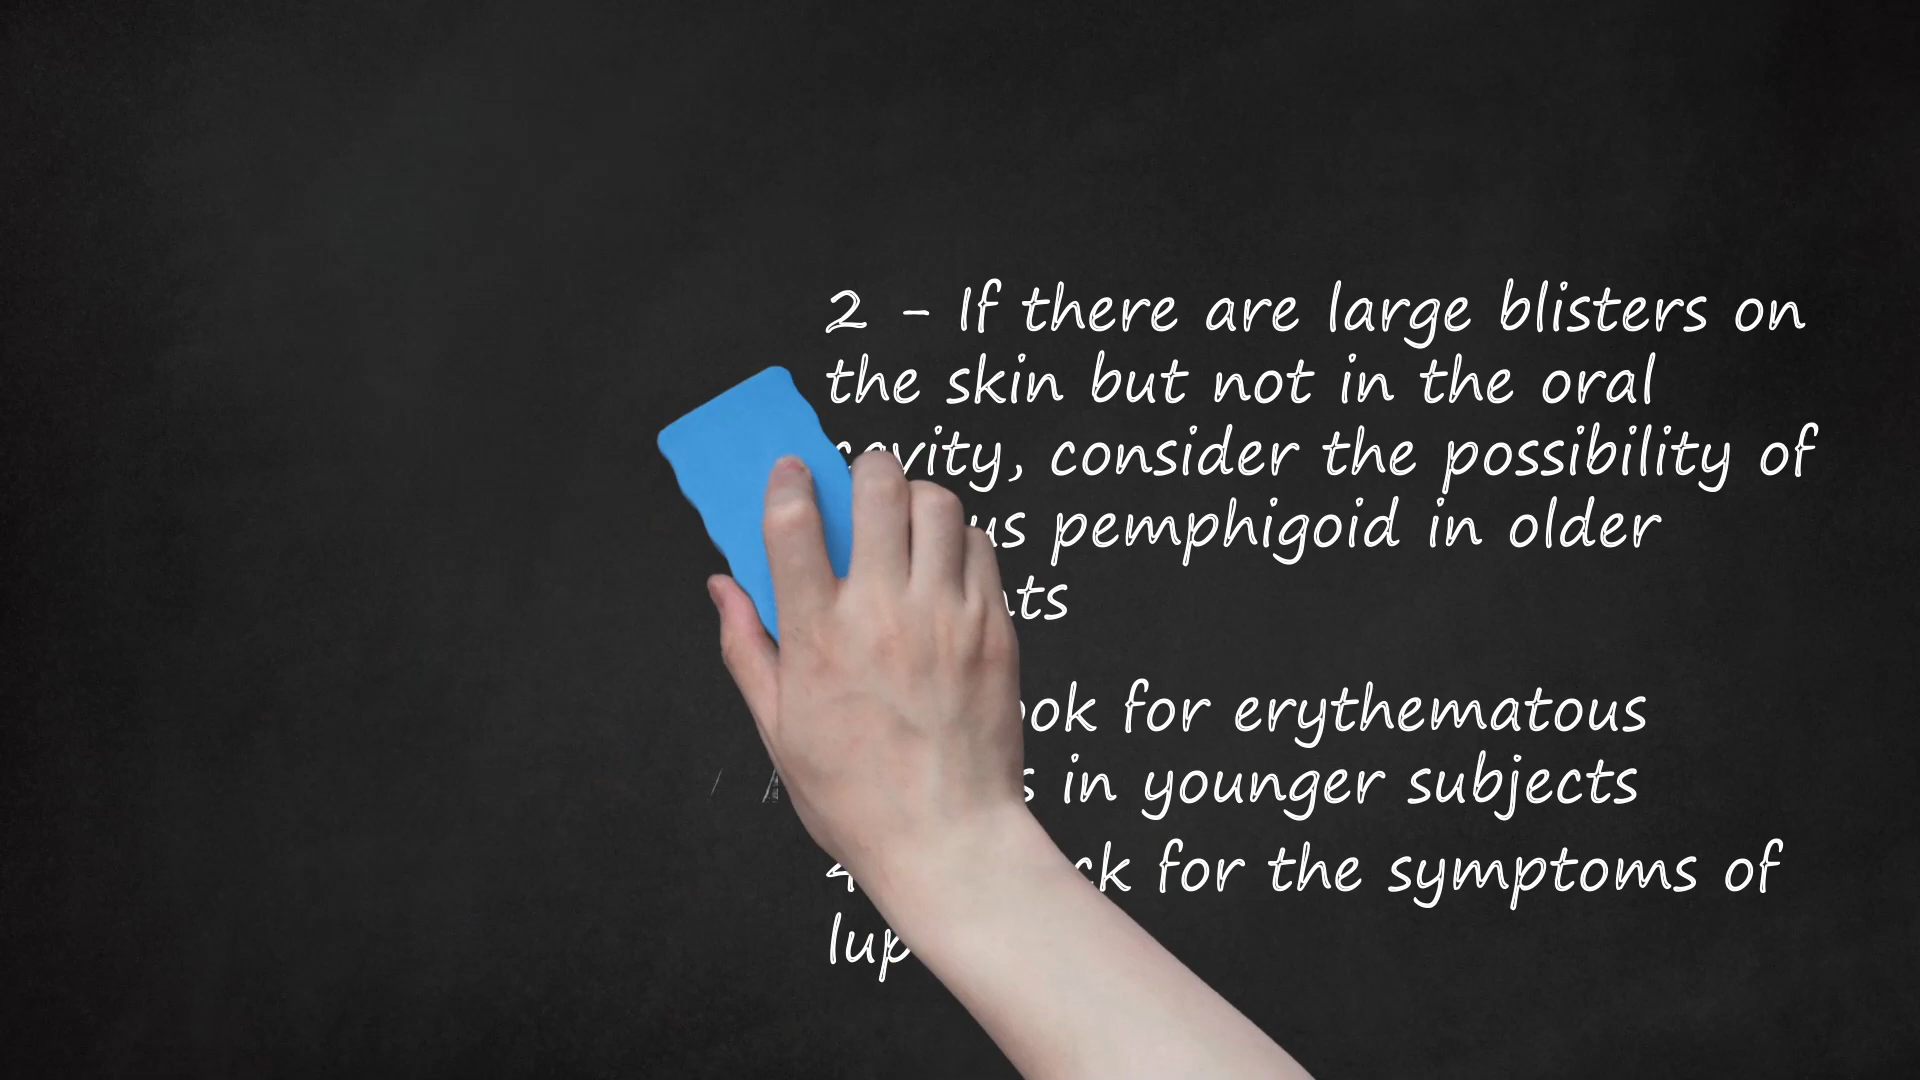 2 - If there are large blisters on
the skin but not in the oral
cavity, consider the possibility of
pemphigoid in older
for erythematous
in younger subjects
for the symptoms of